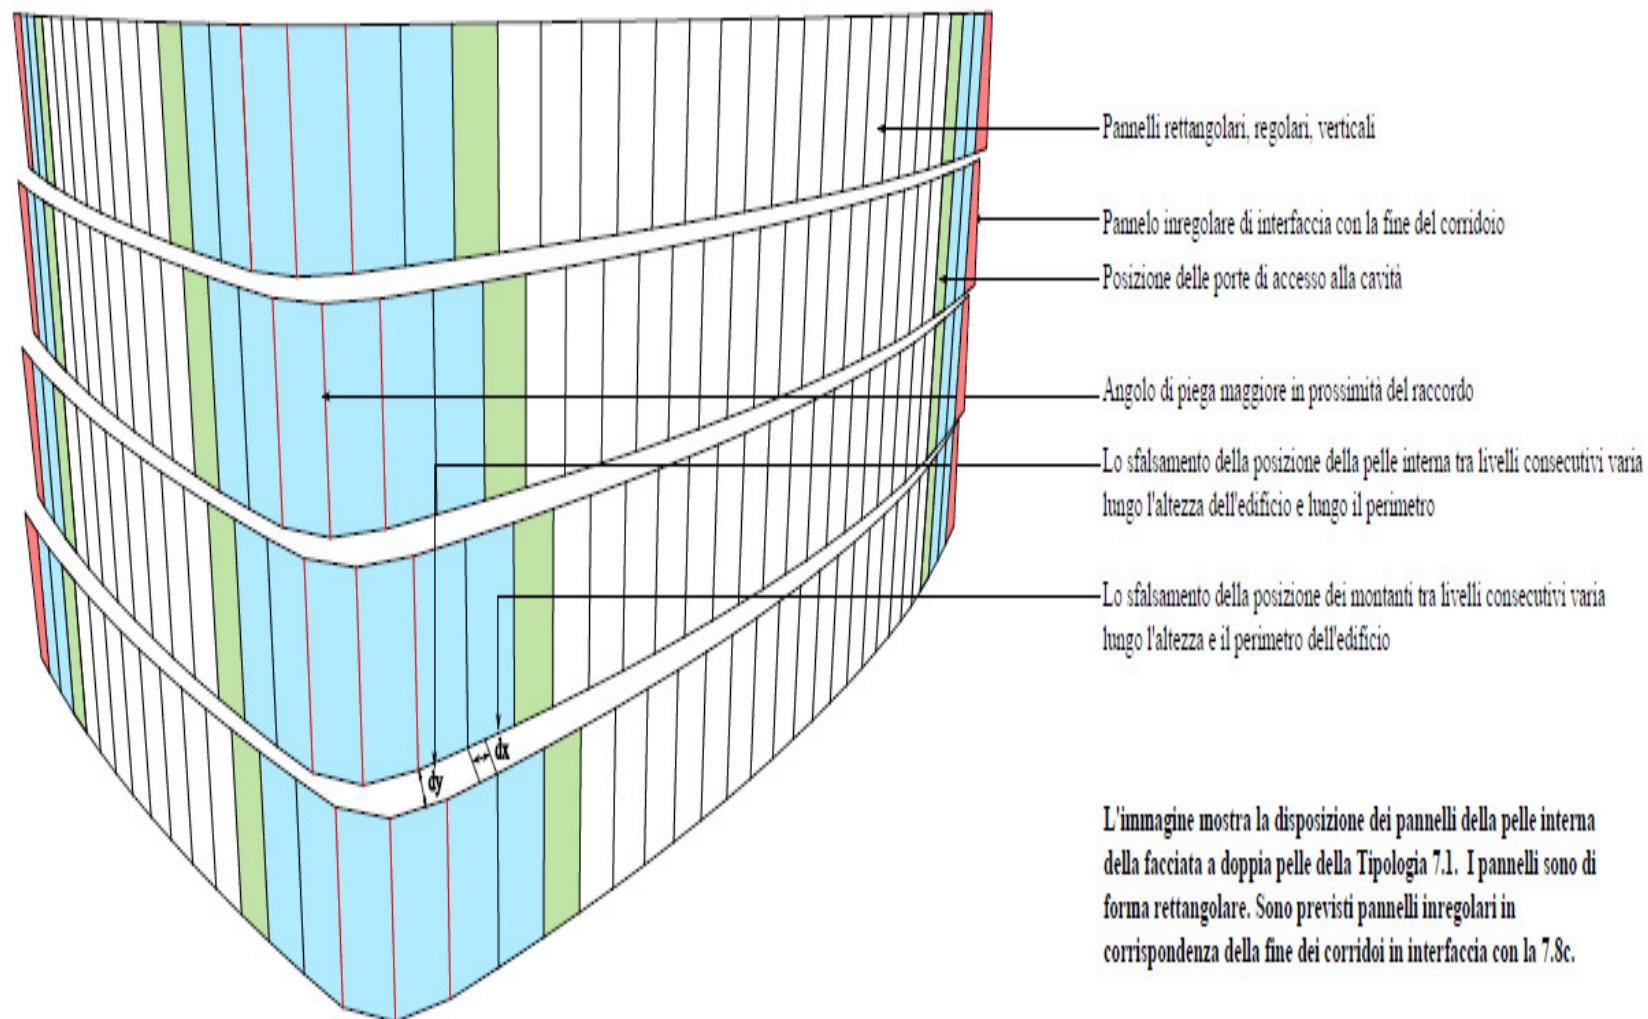 Pannelli rettangolari, regolari, verticali
Pannelo inregolare di interfaccia con la fine del corridoio
Posizione delle porte di accesso alla cavità
Angolo di piega maggiore in prossimità del raccordo
Lo sfalsamento della posizione della pelle interna tra livelli consecutivi varia
lungo l'altezza dell'edificio e lungo il perimetro
Lo sfalsamento della posizione dei montanti tra livelli consecutivi varia
lungo l'altezza e il perimetro dell'edificio
dx
dy
L'immagine mostra la disposizione dei pannelli della pelle interna
della facciata a doppia pelle della Tipologia 7.1. I pannelli sono di
forma rettangolare. Sono previsti pannelli inregolari in
corrispondenza della fine dei corridoi in interfaccia con la 7.8c.